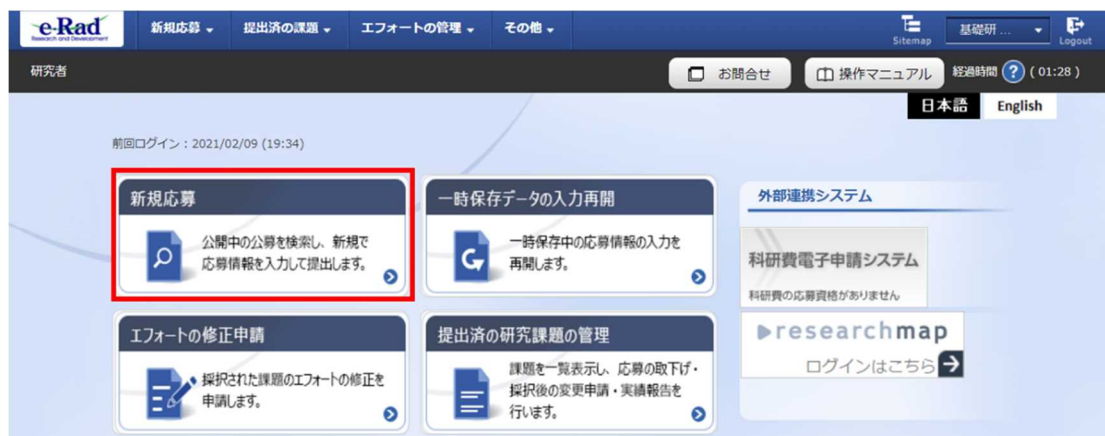 e-Rad
Research and Development
新規応募
提出済の課題
エフォートの管理
その他
Sitemap
基礎研 ...
Logout
研究者
お問合せ
操作マニュアル
経過時間 ? ( 01:28 )
日本語
English
前回ログイン：2021/02/09 (19:34)
新規応募
公開中の公募を検索し、新規で
応募情報を入力して提出します。
一時保存データの入力再開
一時保存中の応募情報の入力を
再開します。
エフォートの修正申請
採択された課題のエフォートの修正を
申請します。
提出済の研究課題の管理
課題を一覧表示し、応募の取下げ・
採択後の変更申請・実績報告を
行います。
外部連携システム
科研費電子申請システム
科研費の応募資格がありません
researchmap
ログインはこちら